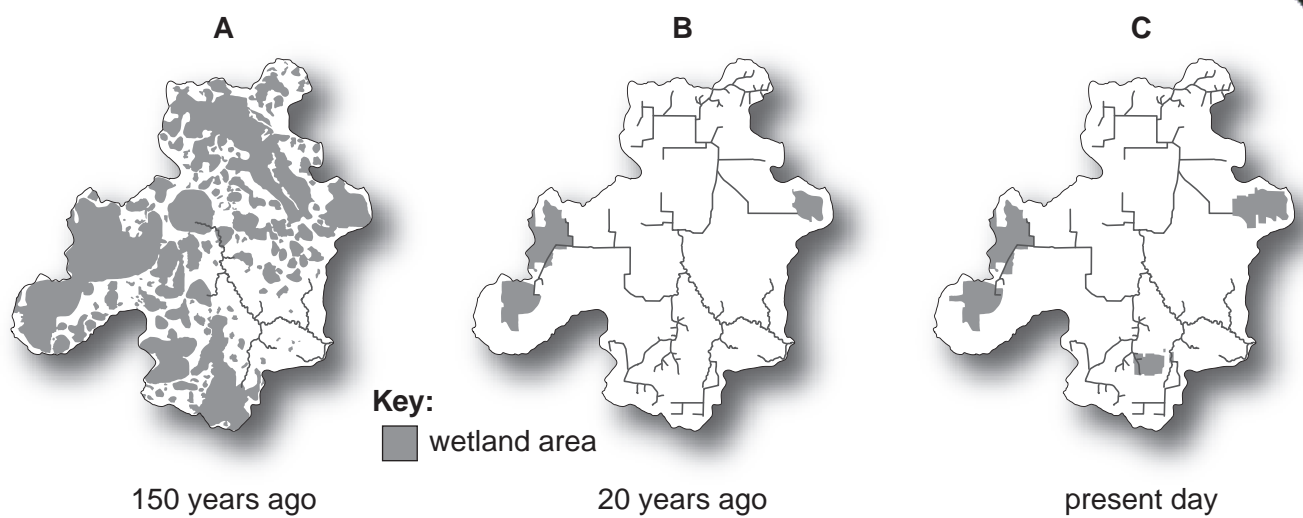 A
B
C
Key:
wetland area
150 years ago
20 years ago
present day